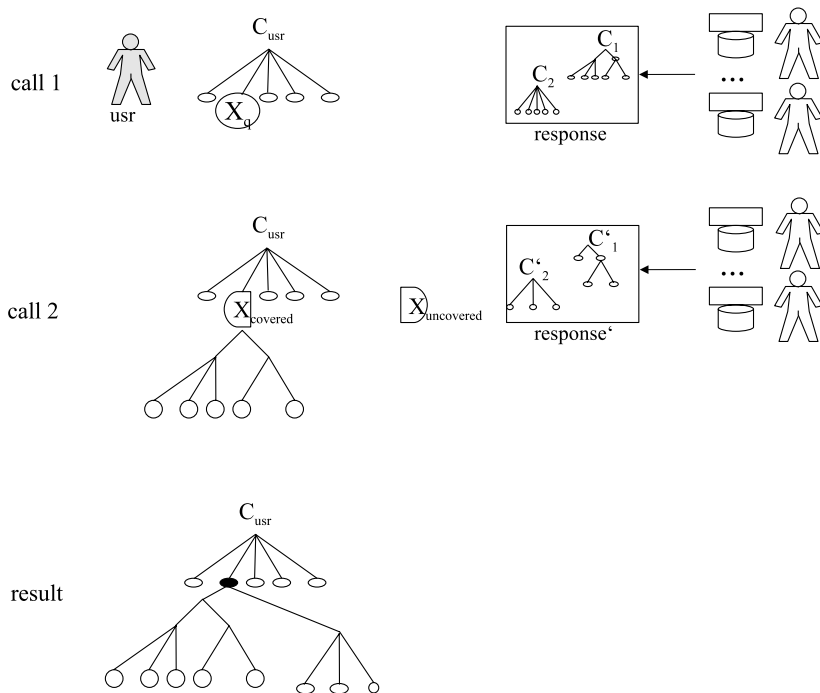 C_usr
C_1
call 1
C_2
usr
X_q
response
...
C_usr
C‘_1
C‘_2
call 2
X_covered
X_uncovered
response‘
...
C_usr
result